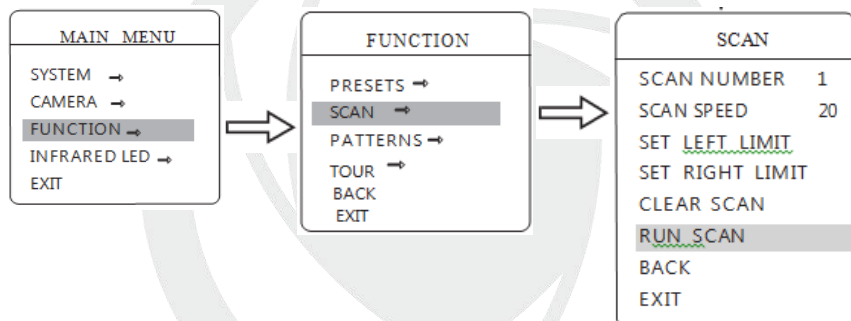 MAIN MENU
SYSTEM →
CAMERA →
FUNCTION →
INFRARED LED →
EXIT
FUNCTION
PRESETS →
SCAN →
PATTERNS →
TOUR →
BACK
EXIT
SCAN
SCAN NUMBER 1
SCAN SPEED 20
SET LEFT LIMIT
SET RIGHT LIMIT
CLEAR SCAN
RUN SCAN
BACK
EXIT